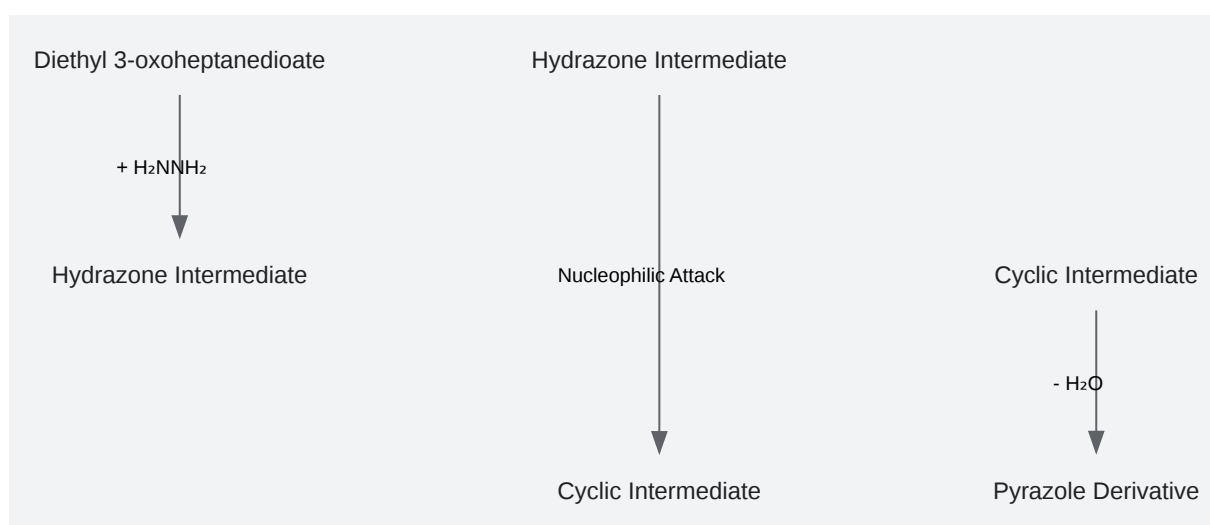 Diethyl 3-oxoheptanedioate
+ H₂NNH₂
Hydrazone Intermediate
Hydrazone Intermediate
Nucleophilic Attack
Cyclic Intermediate
Cyclic Intermediate
- H₂O
Pyrazole Derivative